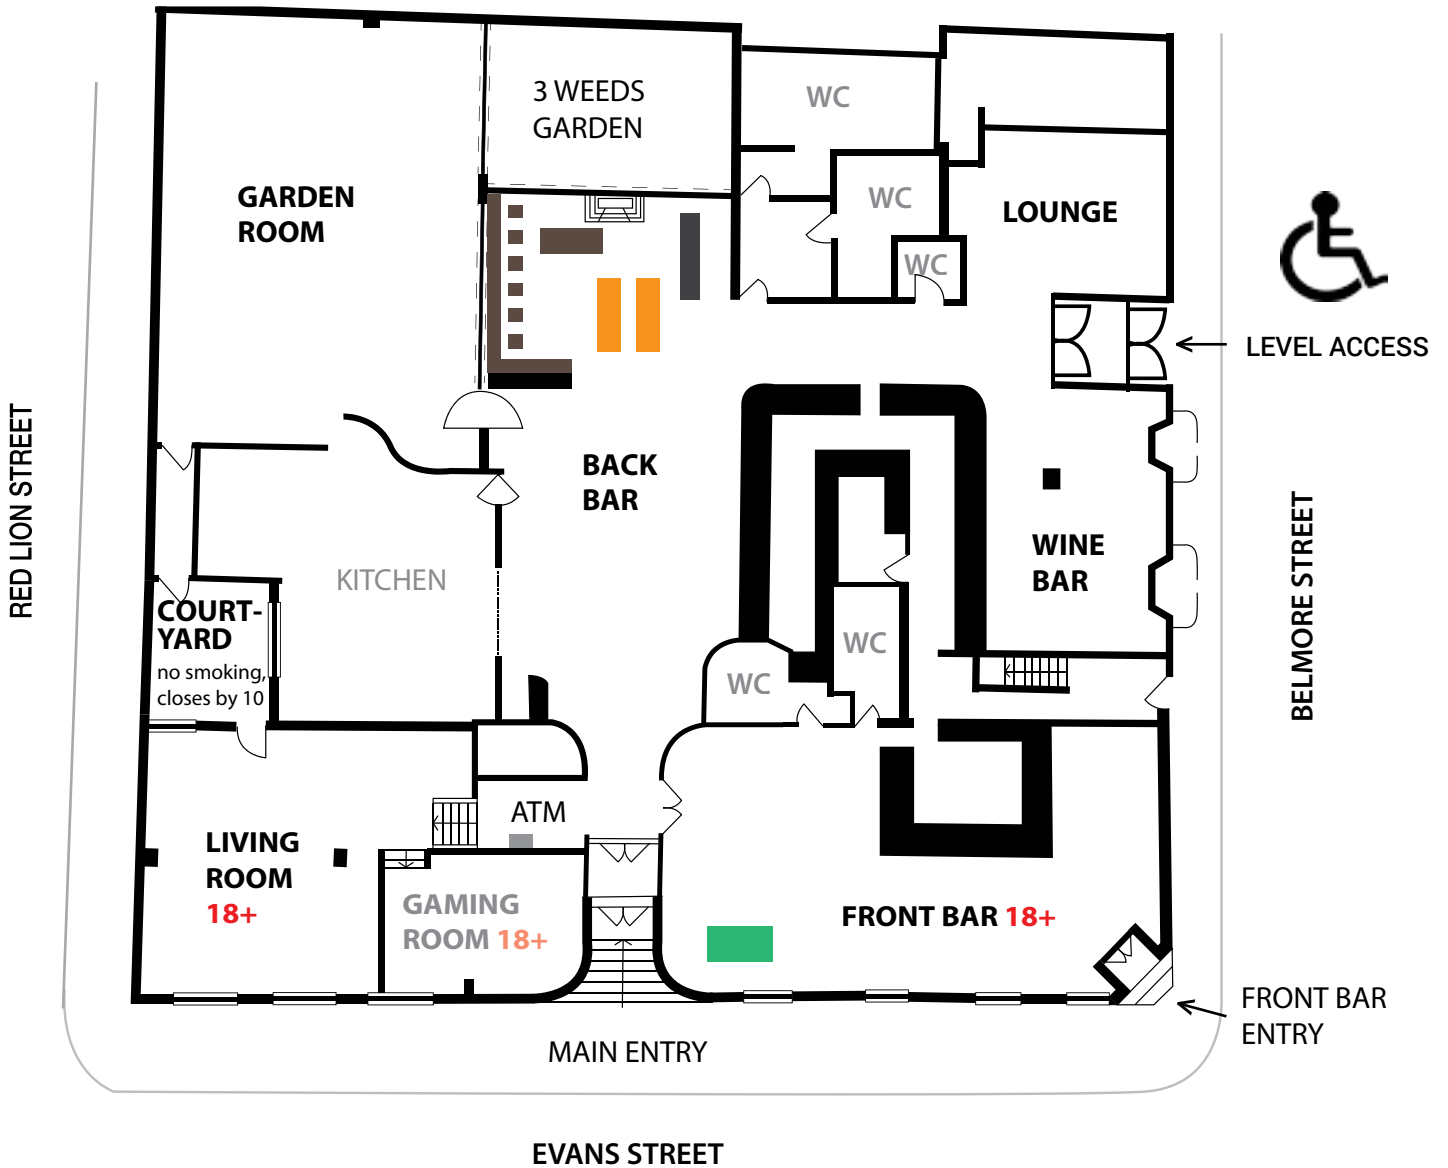 3 WEEDS
GARDEN
WC
GARDEN
ROOM
WC
LOUNGE
WC
LEVEL ACCESS
RED LION STREET
BACK
BAR
WINE
BAR
BELMORE STREET
KITCHEN
COURT-
YARD
no smoking,
closes by 10
WC
WC
ATM
LIVING
ROOM
18+
GAMING
ROOM 18+
FRONT BAR 18+
FRONT BAR
ENTRY
MAIN ENTRY
EVANS STREET